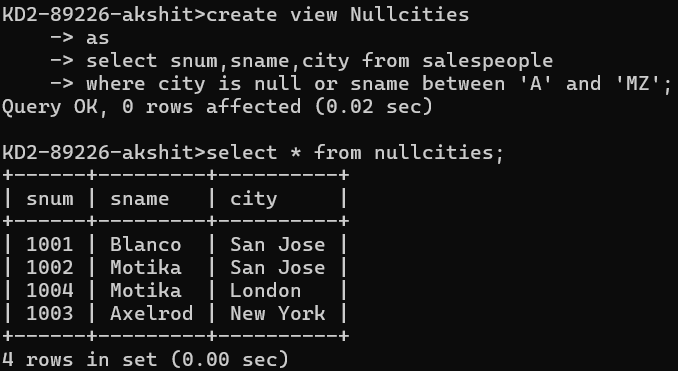 KD2-89226-akshit>create view Nullcities
    -> as
    -> select snum,sname,city from salespeople
    -> where city is null or sname between 'A' and 'MZ';
Query OK, 0 rows affected (0.02 sec)

KD2-89226-akshit>select * from nullcities;
+------+---------+----------+
| snum | sname   | city     |
+------+---------+----------+
| 1001 | Blanco  | San Jose |
| 1002 | Motika  | San Jose |
| 1004 | Motika  | London   |
| 1003 | Axelrod | New York |
+------+---------+----------+
4 rows in set (0.00 sec)